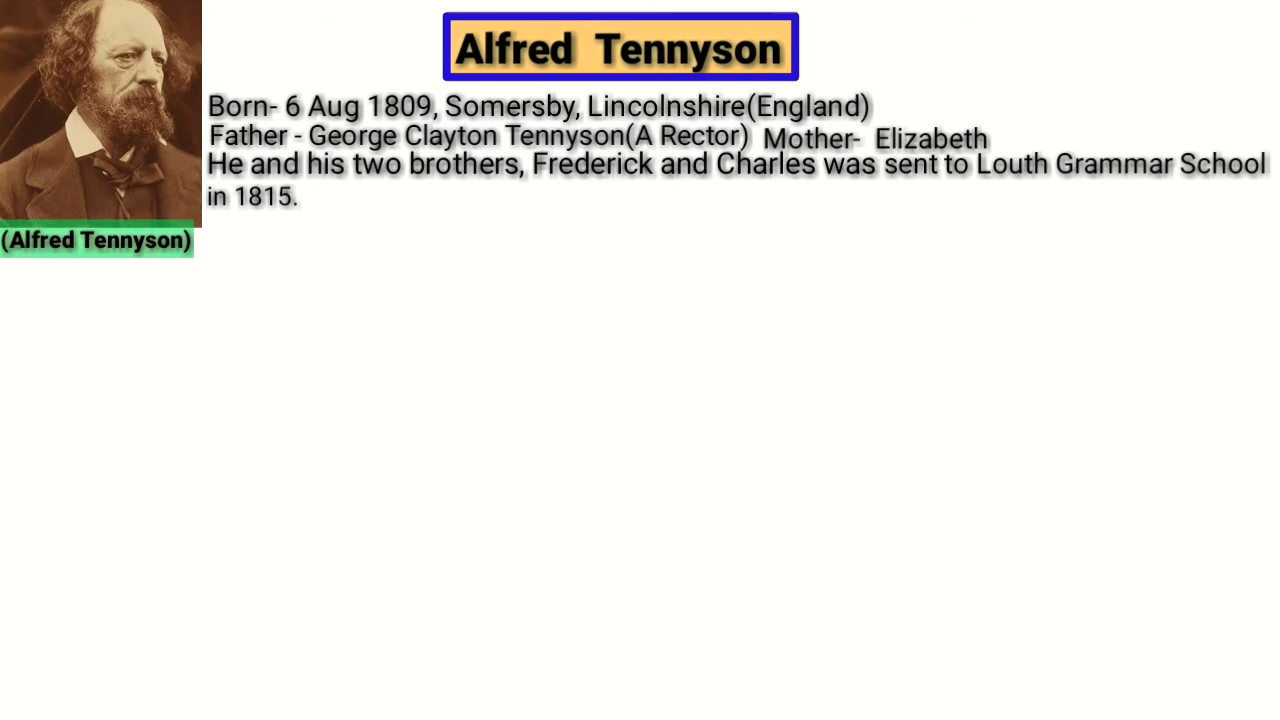 Alfred Tennyson
Born- 6 Aug 1809, Somersby, Lincolnshire(England)
Father - George Clayton Tennyson(A Rector) Mother- Elizabeth
He and his two brothers, Frederick and Charles was sent to Louth Grammar School
in 1815.
(Alfred Tennyson)